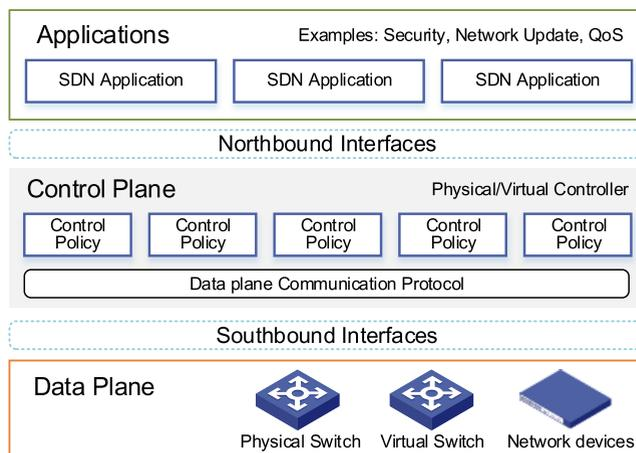 Applications
Examples: Security, Network Update, QoS
SDN Application
SDN Application
SDN Application
Northbound Interfaces
Control Plane
Physical/Virtual Controller
Control
Policy
Control
Policy
Control
Policy
Control
Policy
Control
Policy
Data plane Communication Protocol
Southbound Interfaces
Data Plane
Physical Switch
Virtual Switch
Network devices